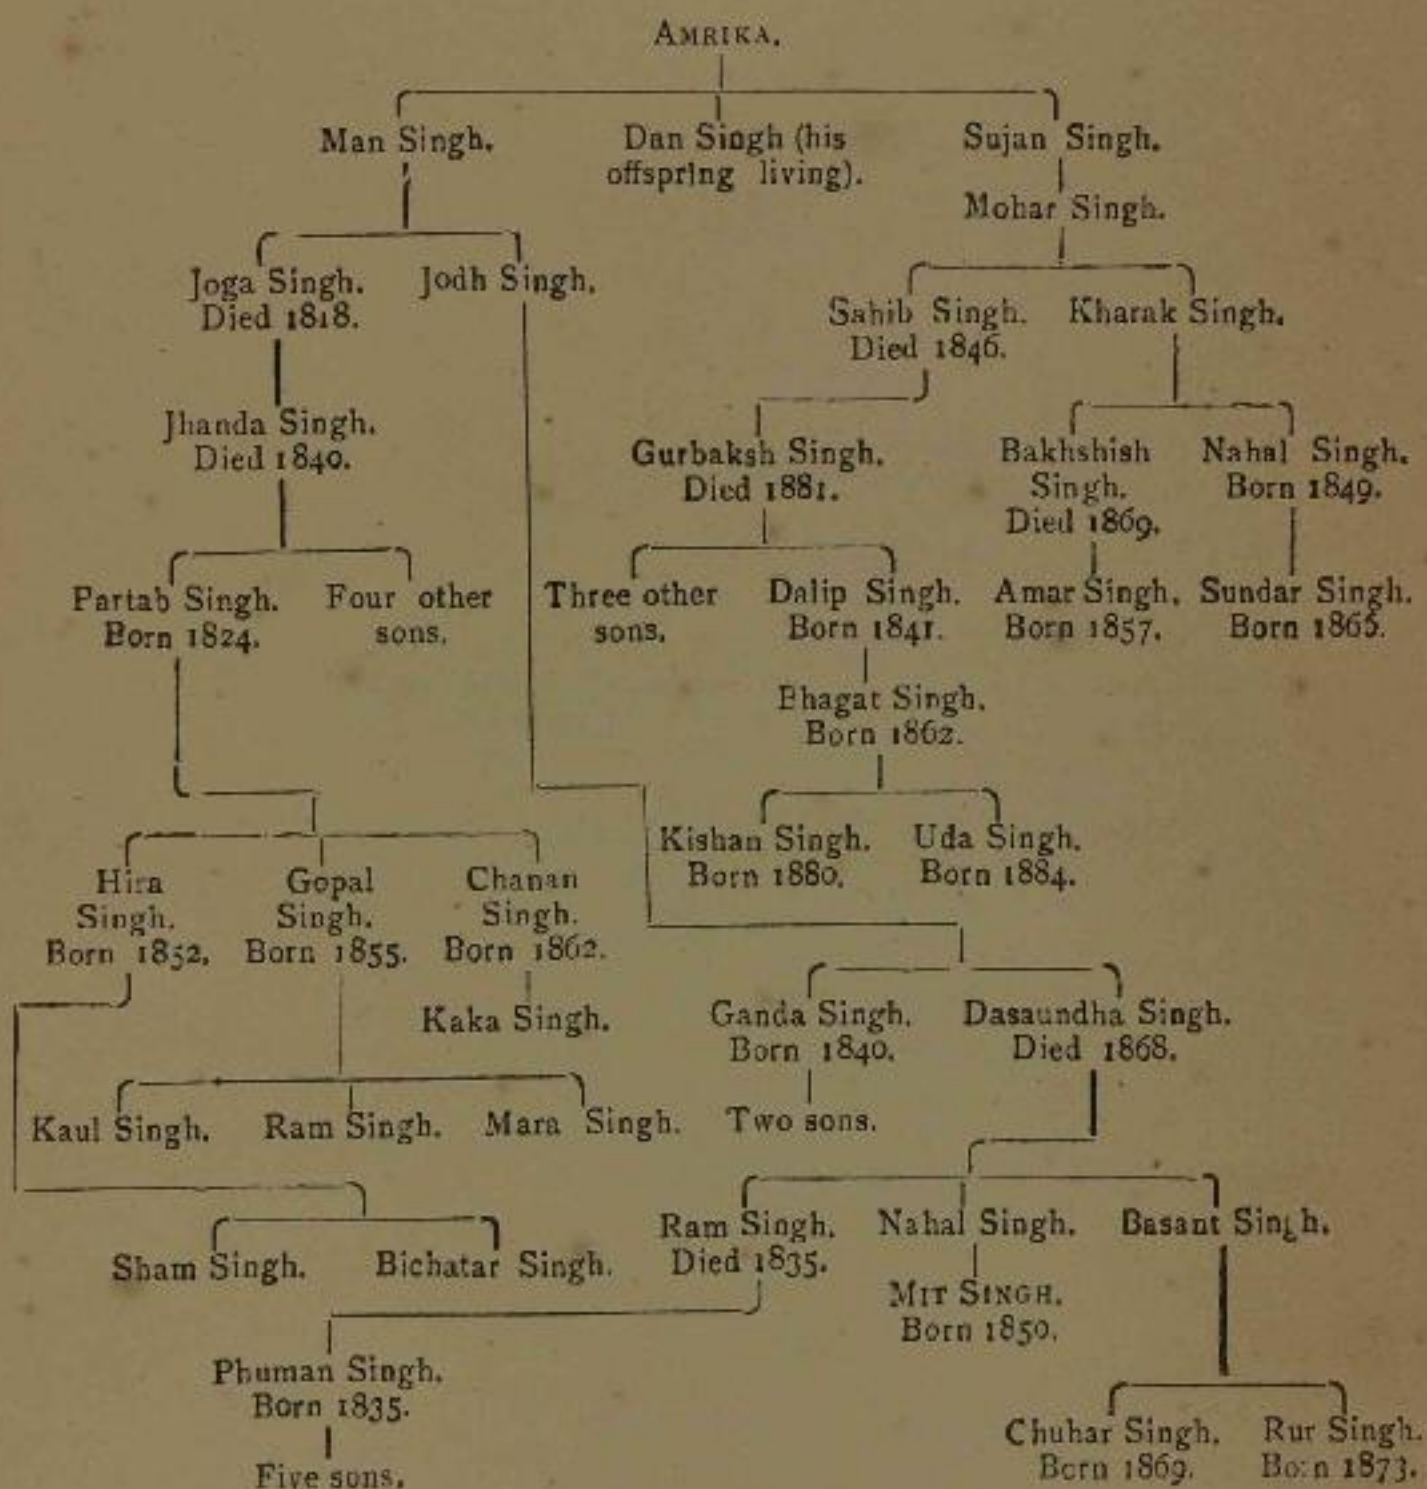 AMRIKA.
Man Singh.
Dan Singh (his
offspring living).
Sujan Singh.
Mohar Singh.
Joga Singh.
Died 1818.
Jodh Singh.
Sahib Singh.
Died 1846.
Kharak Singh.
Jhanda Singh.
Died 1840.
Gurbaksh Singh.
Died 1881.
Bakhshish
Singh.
Died 1869.
Nahal Singh.
Born 1849.
Partab Singh.
Born 1824.
Four other
sons.
Three other
sons.
Dalip Singh.
Born 1841.
Amar Singh.
Born 1857.
Sundar Singh.
Born
Bhagat Singh.
Born 1862.
Kishan Singh.
Born 1880.
Uda Singh.
Born 1884.
Hira
Singh.
Born 1852.
Gopal
Singh.
Born 1855.
Chanan
Singh.
Born 1862.
Kaka Singh.
Ganda Singh.
Born 1840.
Dasaundha Singh.
Died 1868.
Kaul Singh.
Ram Singh.
Mara Singh.
Two sons.
Sham Singh.
Bichatar Singh.
Ram Singh.
Died 1835.
Nahal Singh.
Basant Singh.
MIT SINGH.
Born 1850.
Phuman Singh.
Born 1835.
Five sons.
Chuhar Singh.
Born 1869.
Rur Singh.
Born 1873.